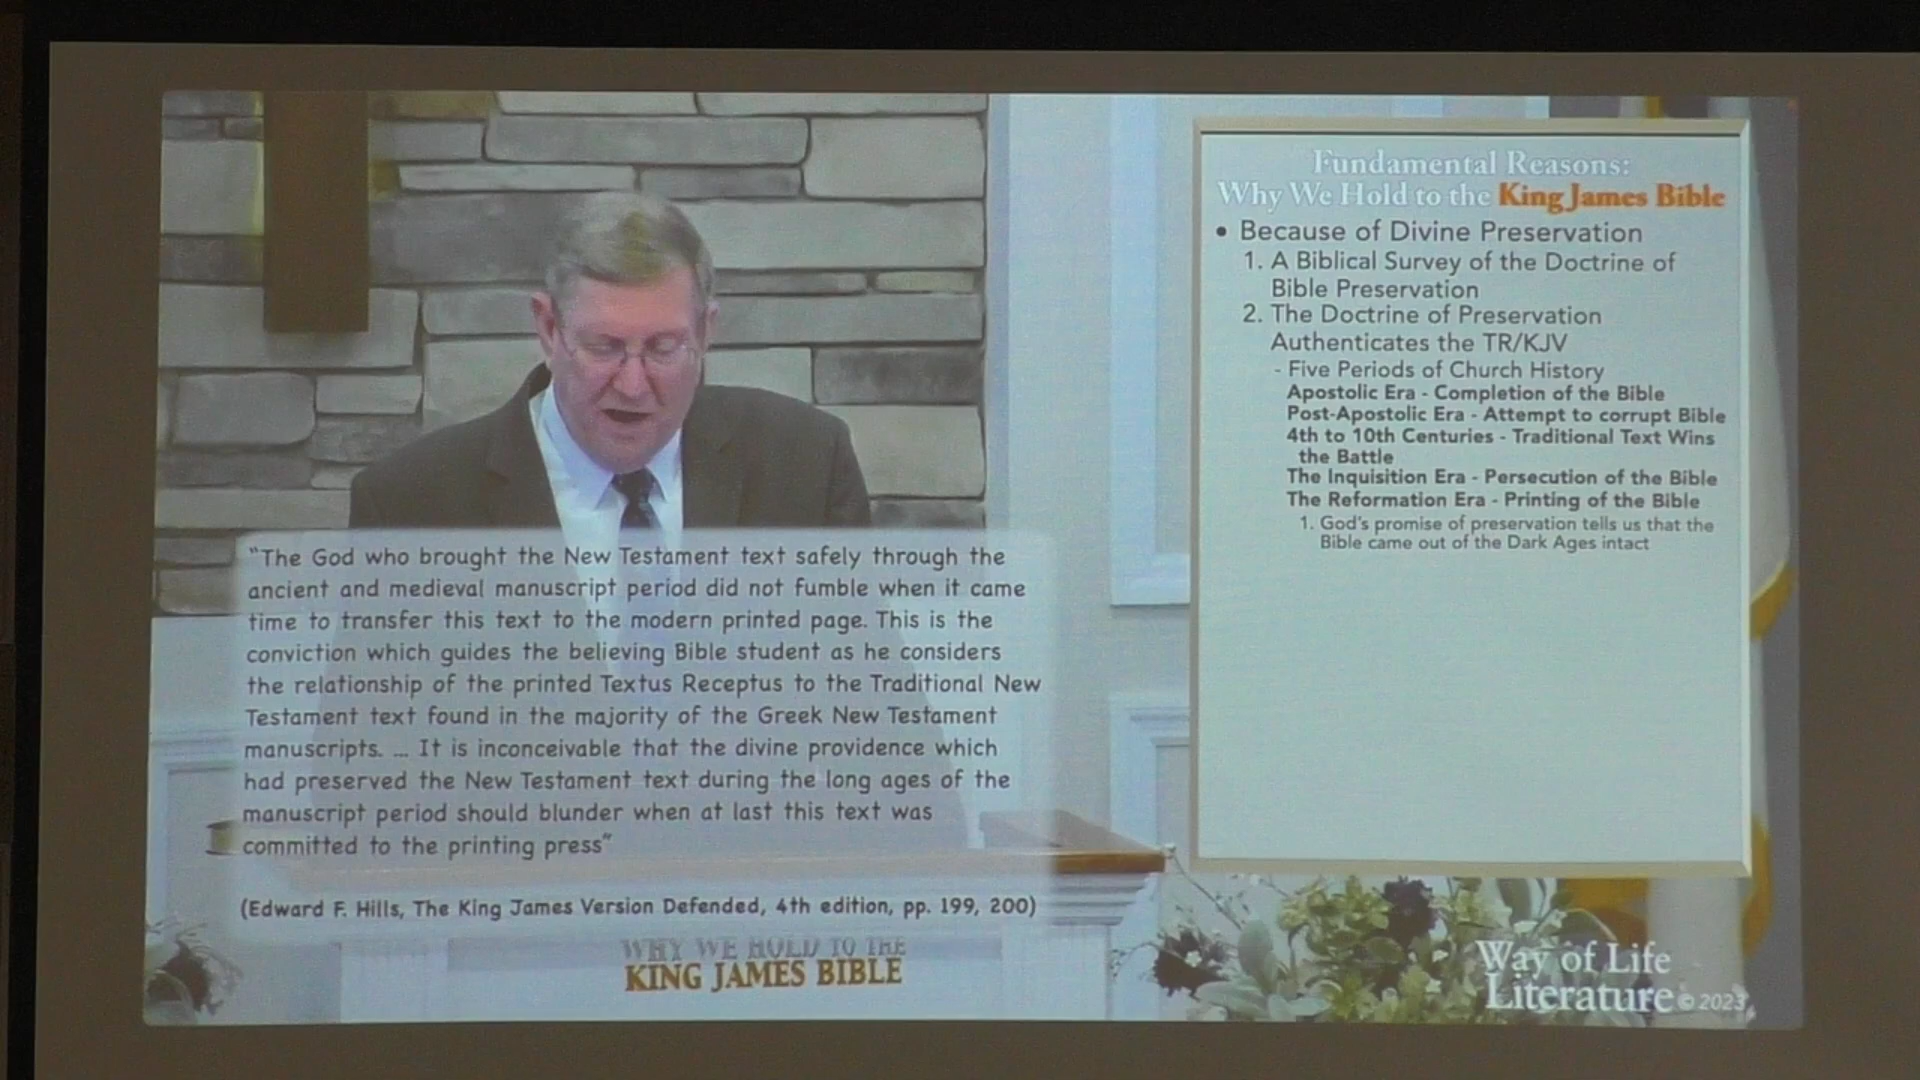 Fundamental Reasons:
Why We Hold to the King James Bible
• Because of Divine Preservation
1. A Biblical Survey of the Doctrine of
Bible Preservation
2. The Doctrine of Preservation
Authenticates the TR/KJV
- Five Periods of Church History
Apostolic Era - Completion of the Bible
Post-Apostolic Era - Attempt to corrupt Bible
4th to 10th Centuries - Traditional Text Wins
the Battle
The Inquisition Era - Persecution of the Bible
The Reformation Era - Printing of the Bible
1. God's promise of preservation tells us that the
Bible came out of the Dark Ages intact
"The God who brought the New Testament text safely through the
ancient and medieval manuscript period did not fumble when it came
time to transfer this text to the modern printed page. This is the
conviction which guides the believing Bible student as he considers
the relationship of the printed Textus Receptus to the Traditional New
Testament text found in the majority of the Greek New Testament
manuscripts. ... It is inconceivable that the divine providence which
had preserved the New Testament text during the long ages of the
manuscript period should blunder when at last this text was
committed to the printing press"
(Edward F. Hills, The King James Version Defended, 4th edition, pp. 199, 200)
WHY WE HOLD TO THE
KING JAMES BIBLE
Way of Life
Literature © 2023